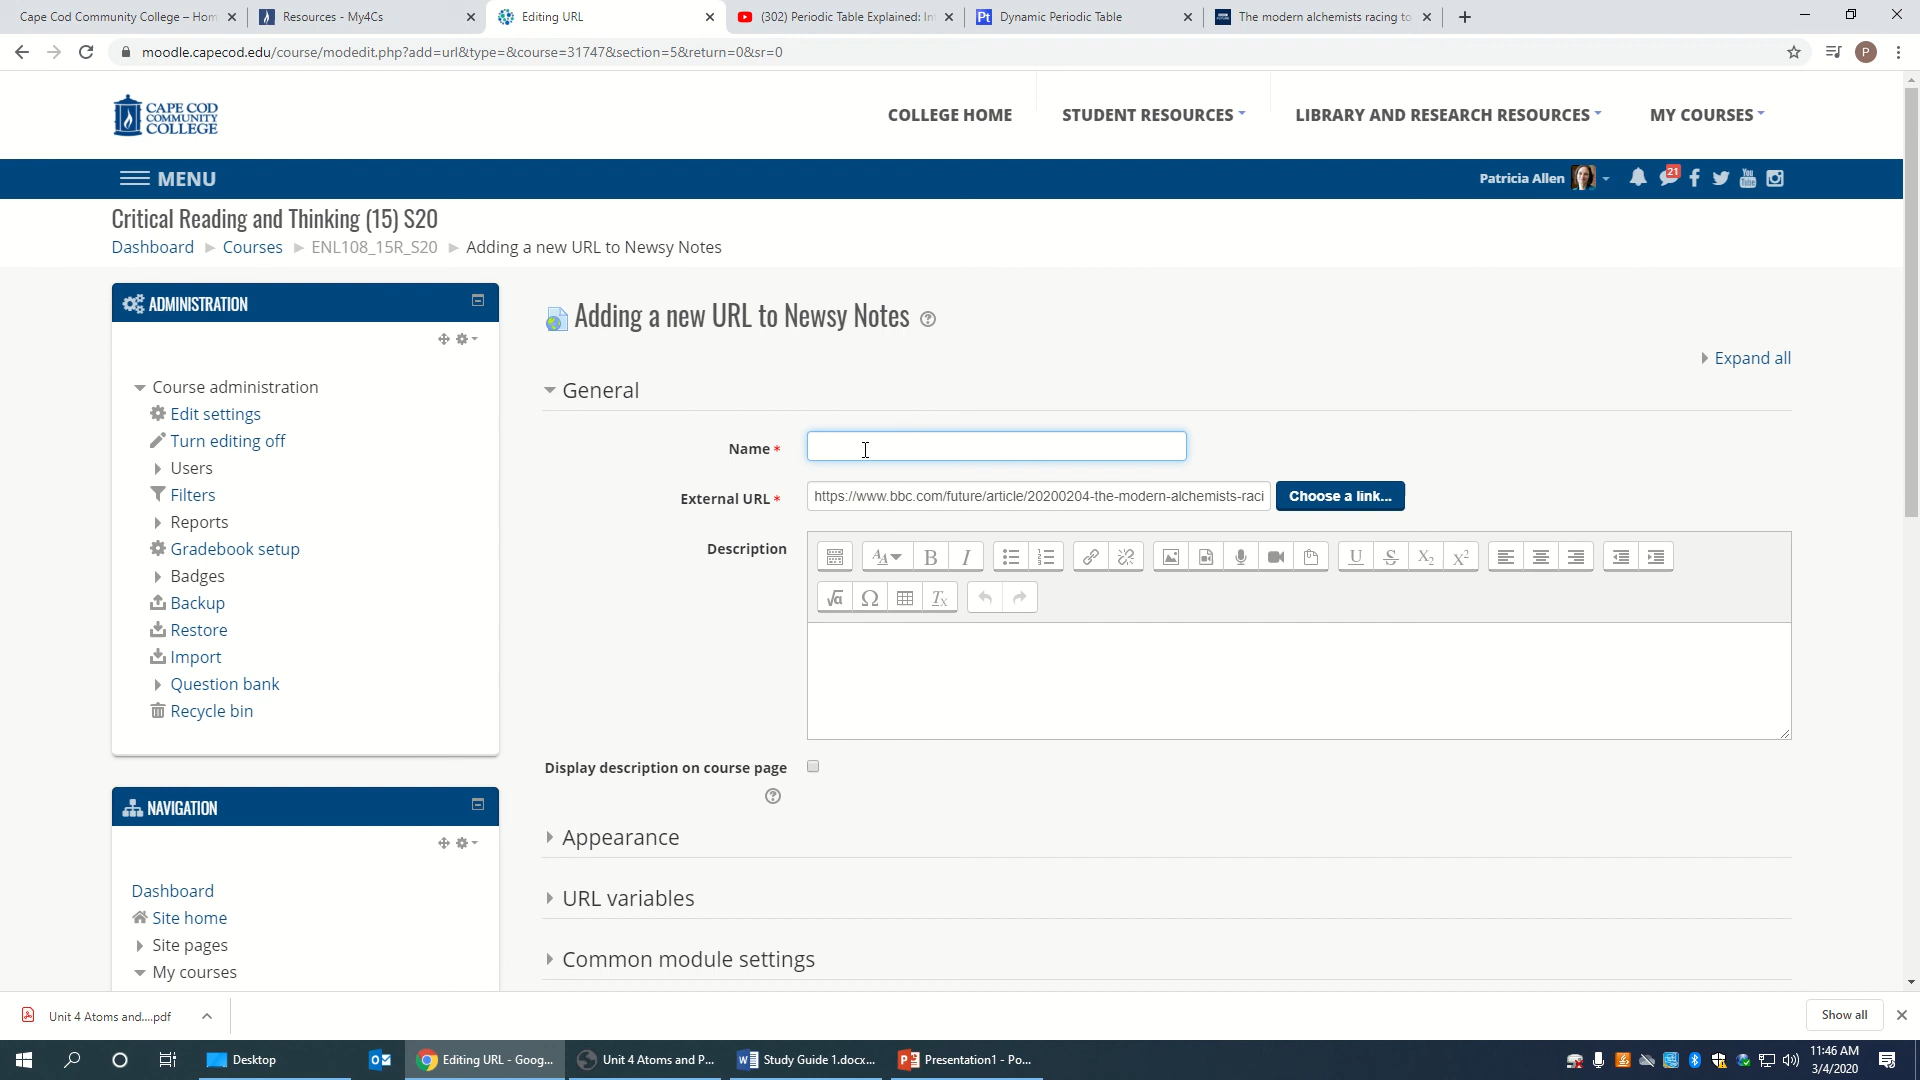 Cape Cod Community College – Hom
Resources - My4Cs
Editing URL
(302) Periodic Table Explained: In
Pt Dynamic Periodic Table
The modern alchemists racing to
moodle.capecod.edu/course/modedit.php?add=url&type=&course=31747&section=5&return=0&sr=0
P
CAPE COD
COMMUNITY
COLLEGE
COLLEGE HOME
STUDENT RESOURCES
LIBRARY AND RESEARCH RESOURCES
MY COURSES
MENU
Patricia Allen
21
You Tube
Critical Reading and Thinking (15) S20
Dashboard
Courses
ENL108_15R_S20
Adding a new URL to Newsy Notes
ADMINISTRATION
Course administration
Edit settings
Turn editing off
Users
Filters
Reports
Gradebook setup
Badges
Backup
Restore
Import
Question bank
Recycle bin
NAVIGATION
Dashboard
Site home
Site pages
My courses
Adding a new URL to Newsy Notes
Expand all
General
Name *
External URL *
https://www.bbc.com/future/article/20200204-the-modern-alchemists-raci
Choose a link...
Description
Display description on course page
Appearance
URL variables
Common module settings
Unit 4 Atoms and....pdf
Show all
Desktop
Editing URL - Goog...
Unit 4 Atoms and P...
Study Guide 1.docx...
Presentation1 - Po...
11:46 AM
3/4/2020